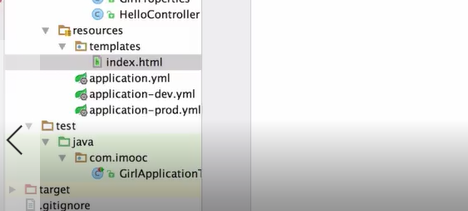 HelloController
resources
templates
index.html
application.yml
application-dev.yml
application-prod.yml
test
java
com.imooc
GirlApplicationT
target
.gitignore